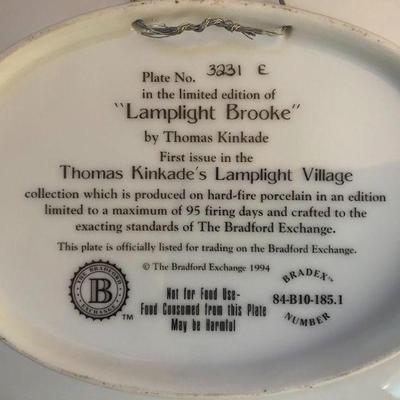 Plate No. 3231 E
in the limited edition of
"Lamplight Brooke"
by Thomas Kinkade
First issue in the
Thomas Kinkade's Lamplight Village
collection which is produced on hard-fire porcelain in an edition
limited to a maximum of 95 firing days and crafted to the
exacting standards of The Bradford Exchange.
This plate is officially listed for trading on the Bradford Exchange.
© The Bradford Exchange 1994
THE BRADFORD
B
EXCHANGE
TM
Not for Food Use-
Food Consumed from this Plate
May be Harmful
BRADEX
84-B10-185.1
NUMBER